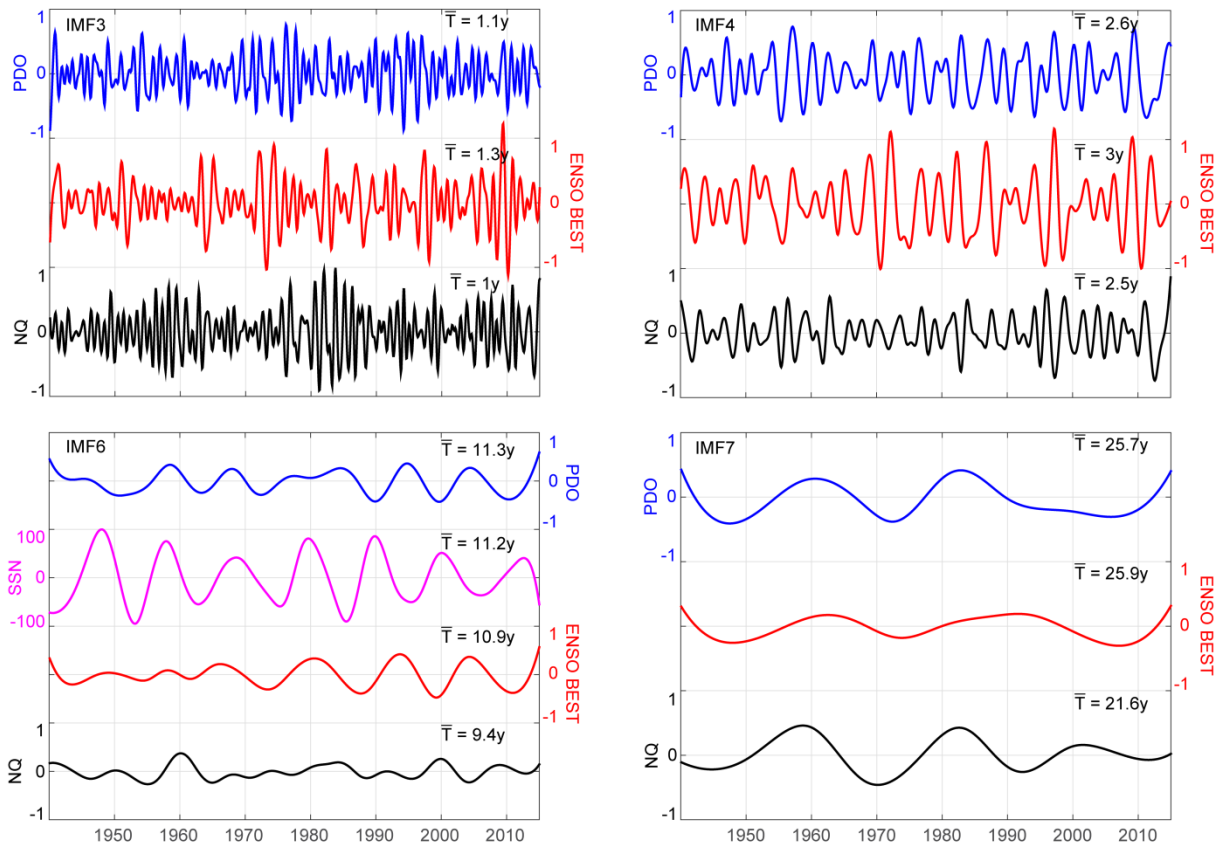 IMF3
T̅ = 1.1y
1
0
-1
PDO
T̅ = 1.3y
1
0
-1
ENSO BEST
T̅ = 1y
1
0
-1
NQ
IMF4
T̅ = 2.6y
1
0
-1
PDO
T̅ = 3y
1
0
-1
ENSO BEST
T̅ = 2.5y
1
0
-1
NQ
IMF6
T̅ = 11.3y
1
0
-1
PDO
T̅ = 11.2y
100
0
-100
SSN
T̅ = 10.9y
1
0
-1
ENSO BEST
T̅ = 9.4y
1
0
-1
NQ
1950 1960 1970 1980 1990 2000 2010
IMF7
T̅ = 25.7y
1
0
-1
PDO
T̅ = 25.9y
1
0
-1
ENSO BEST
T̅ = 21.6y
1
0
-1
NQ
1950 1960 1970 1980 1990 2000 2010